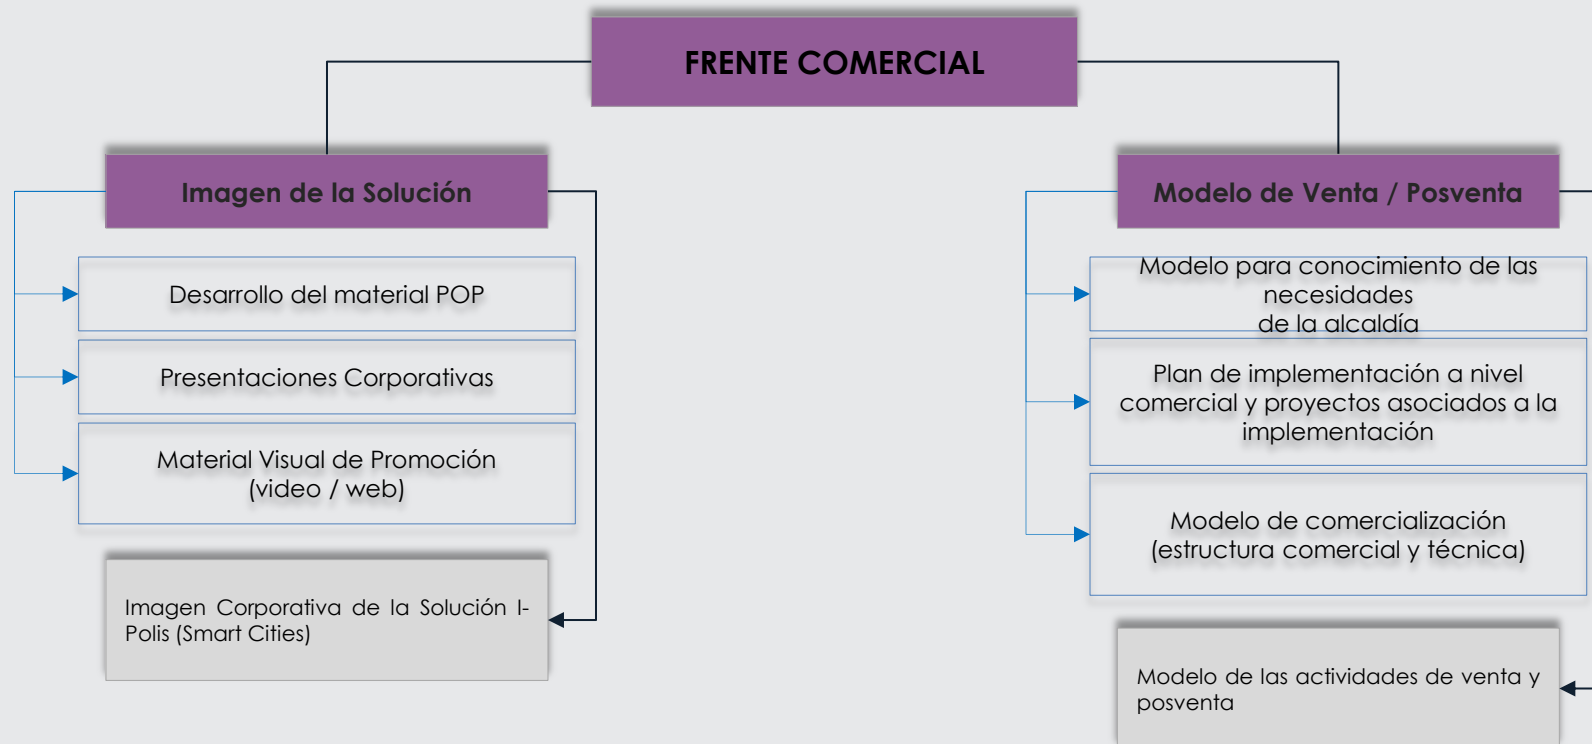 FRENTE COMERCIAL
Imagen de la Solución
Desarrollo del material POP
Presentaciones Corporativas
Material Visual de Promoción
(video / web)
Imagen Corporativa de la Solución I-
Polis (Smart Cities)
Modelo de Venta / Posventa
Modelo para conocimiento de las
necesidades
de la alcaldía
Plan de implementación a nivel
comercial y proyectos asociados a la
implementación
Modelo de comercialización
(estructura comercial y técnica)
Modelo de las actividades de venta y
posventa